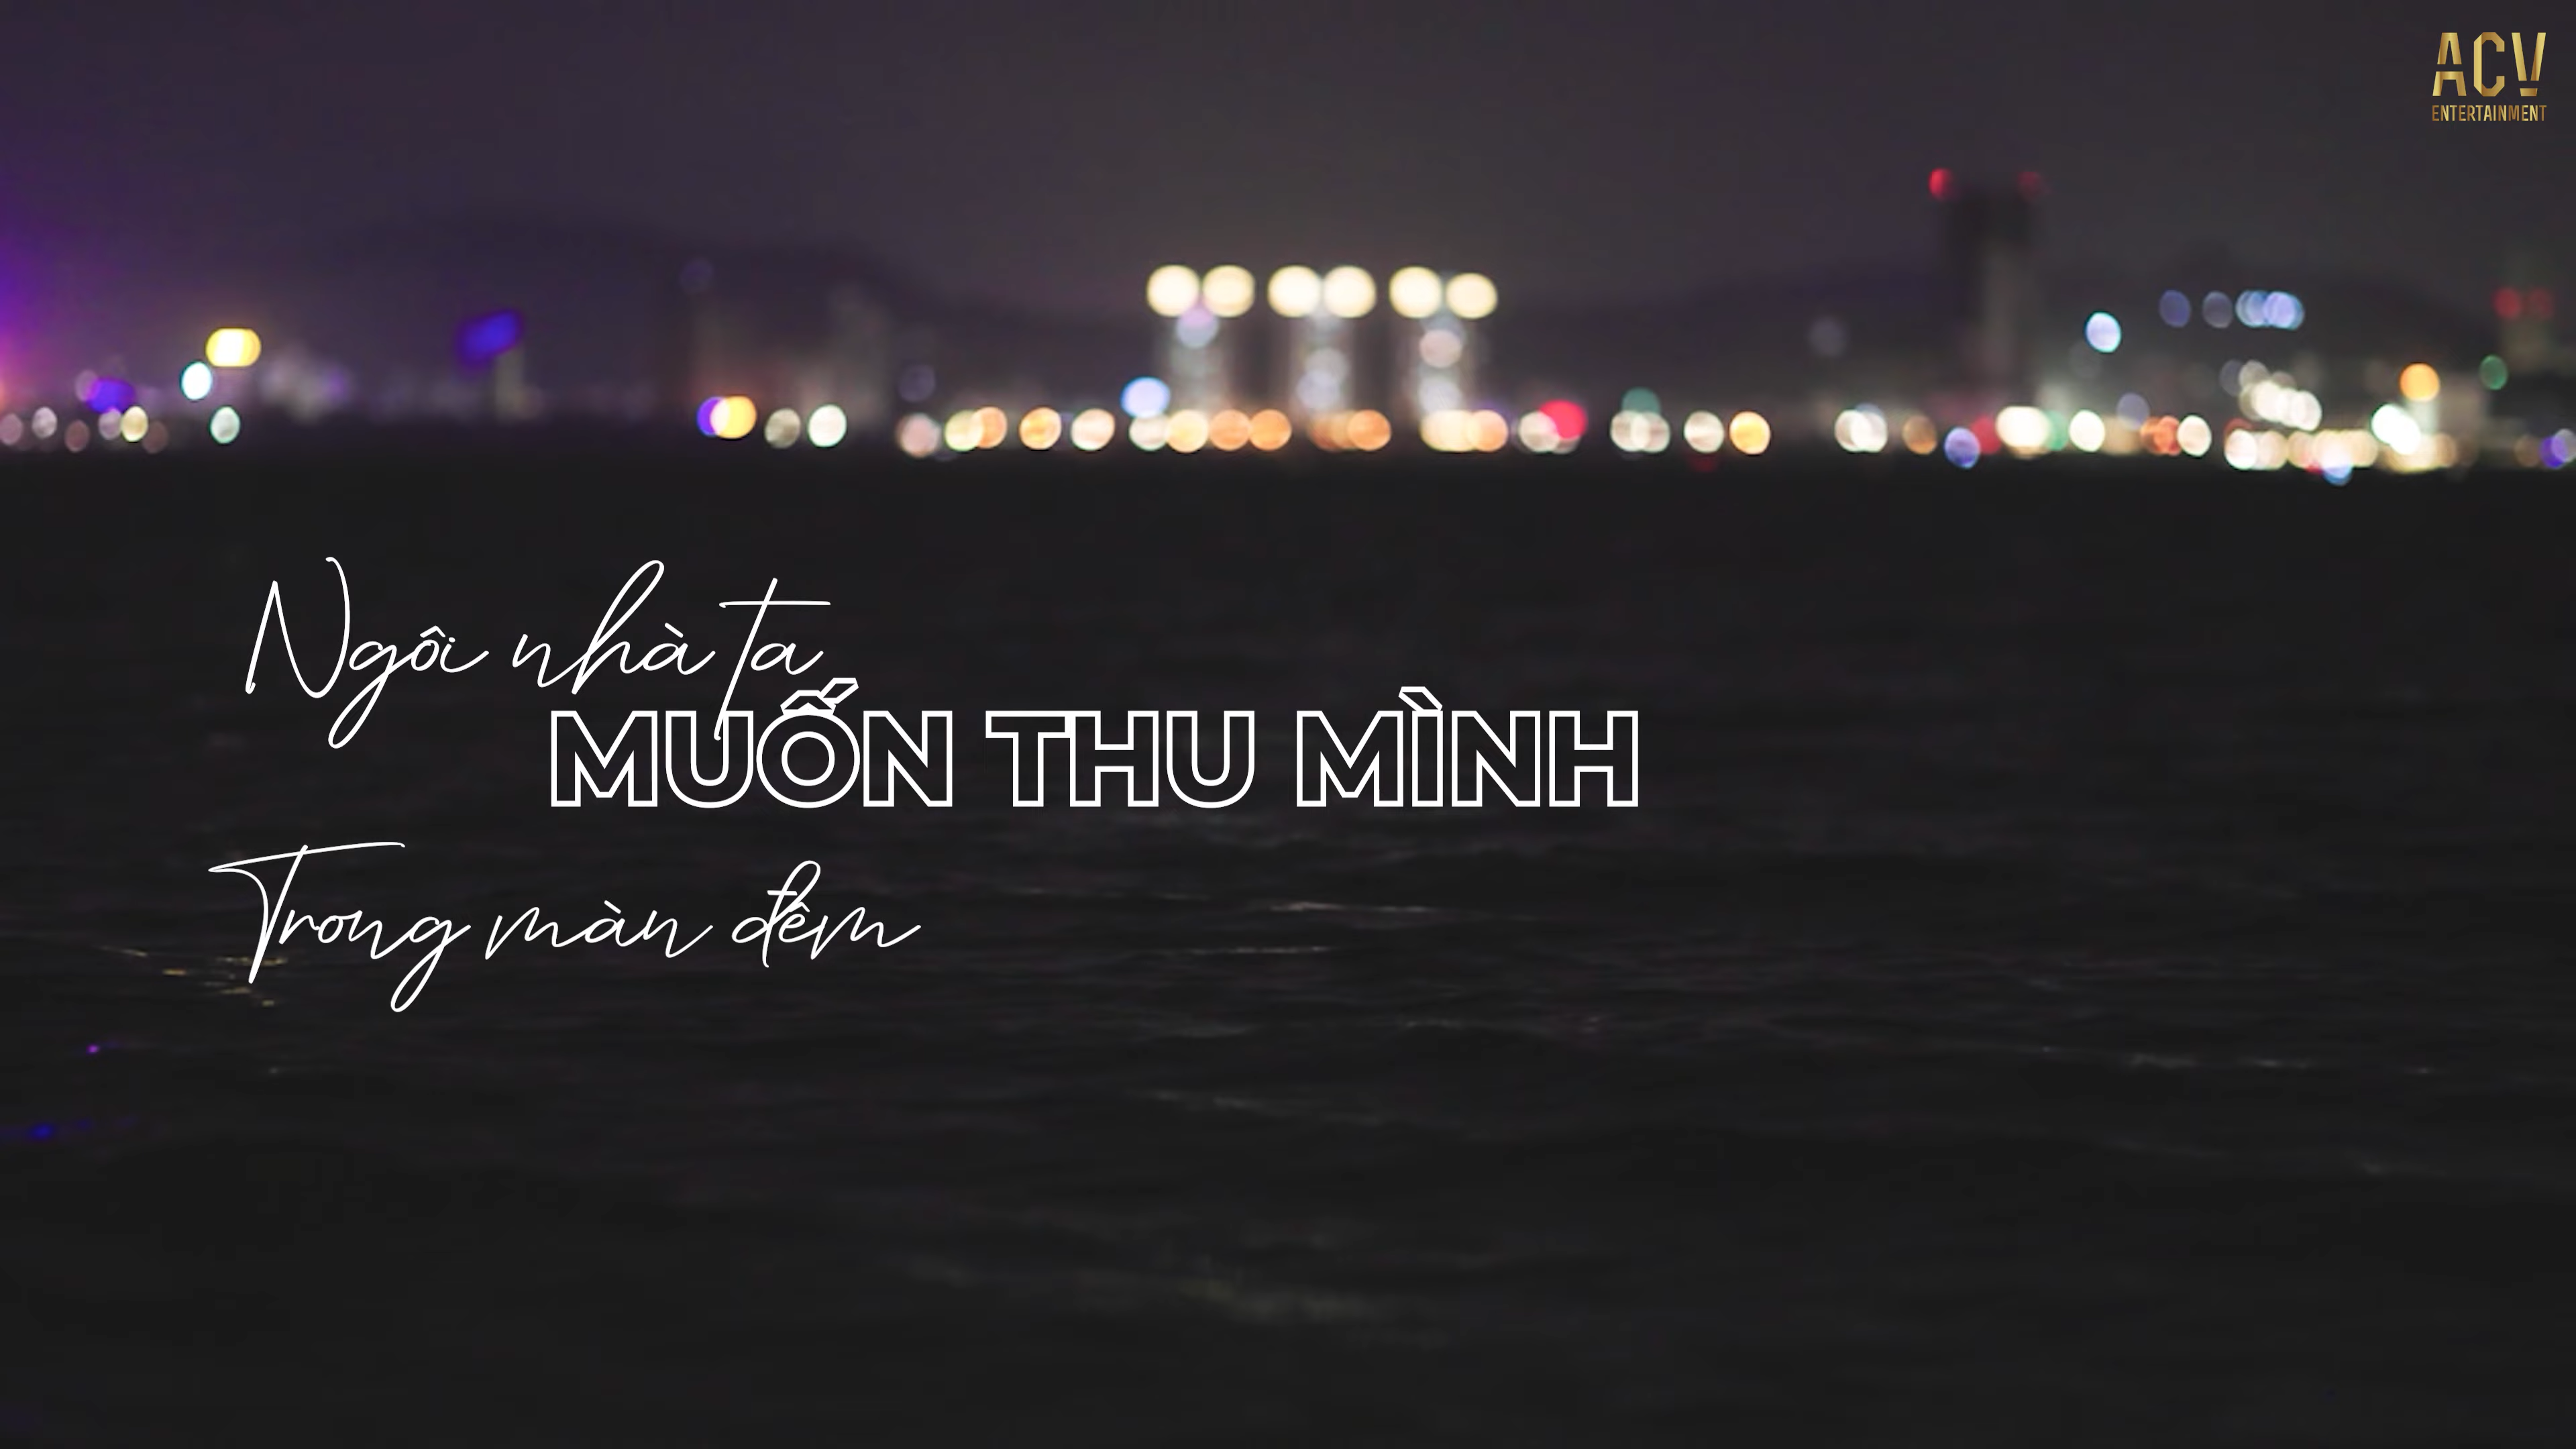 ACV
ENTERTAINMENT
Ngôi nhà ta
MUỐN THU MÌNH
Trong màn đêm